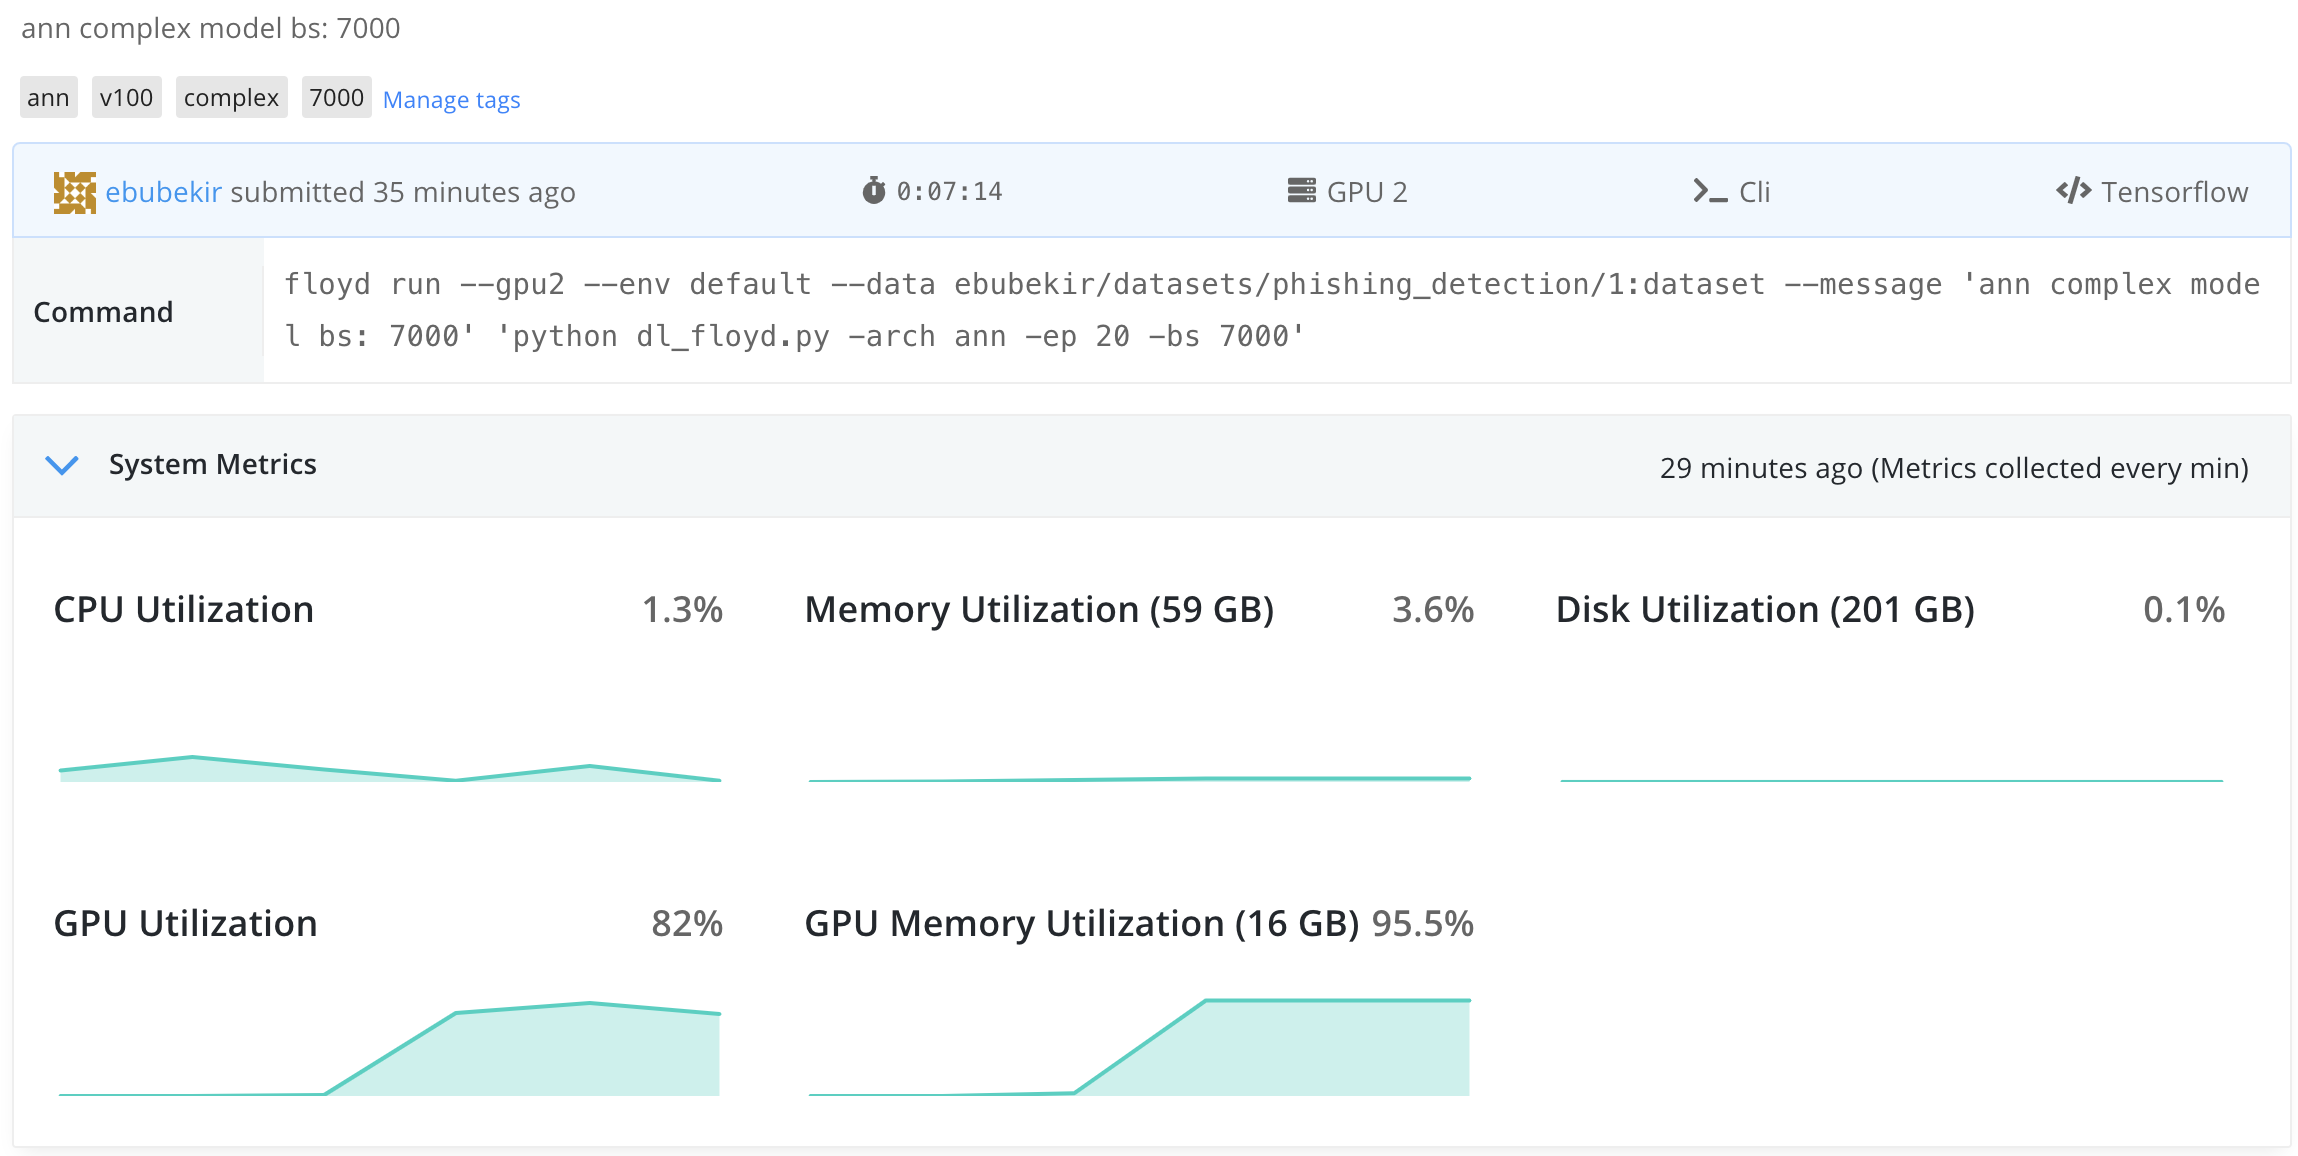 ann complex model bs: 7000
ann v100 complex 7000 Manage tags
ebubekir submitted 35 minutes ago 0:07:14 GPU 2 Cli Tensorflow
Command
floyd run --gpu2 --env default --data ebubekir/datasets/phishing_detection/1:dataset --message 'ann complex mode
l bs: 7000' 'python dl_floyd.py -arch ann -ep 20 -bs 7000'
System Metrics 29 minutes ago (Metrics collected every min)
CPU Utilization 1.3% Memory Utilization (59 GB) 3.6% Disk Utilization (201 GB) 0.1%
GPU Utilization 82% GPU Memory Utilization (16 GB) 95.5%